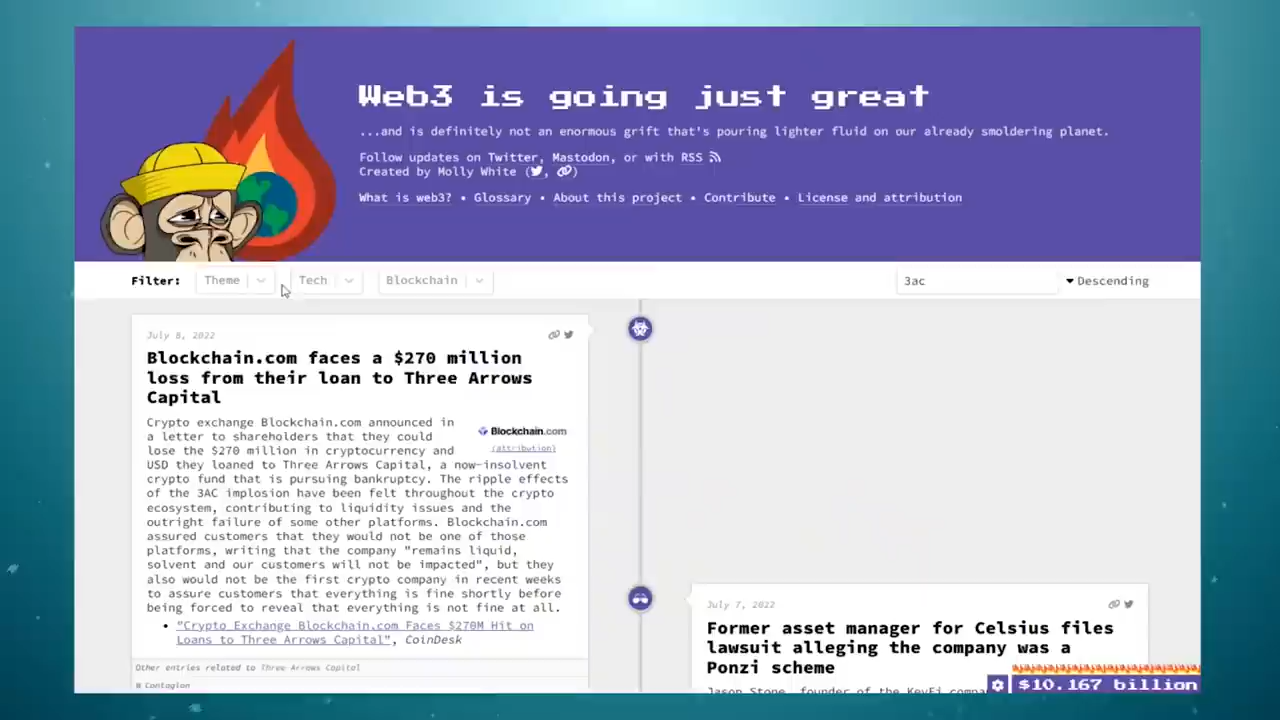 Web3 is going just great
...and is definitely not an enormous grift that's pouring lighter fluid on our already smoldering planet.
Follow updates on Twitter, Mastodon, or with RSS
Created by Molly White ( , )
What is web3? • Glossary • About this project • Contribute • License and attribution
Filter: Theme Tech Blockchain 3ac Descending
July 8, 2022
Blockchain.com faces a $270 million
loss from their loan to Three Arrows
Capital
Crypto exchange Blockchain.com announced in
a letter to shareholders that they could
lose the $270 million in cryptocurrency and
USD they loaned to Three Arrows Capital, a now-insolvent
crypto fund that is pursuing bankruptcy. The ripple effects
of the 3AC implosion have been felt throughout the crypto
ecosystem, contributing to liquidity issues and the
outright failure of some other platforms. Blockchain.com
assured customers that they would not be one of those
platforms, writing that the company "remains liquid,
solvent and our customers will not be impacted", but they
also would not be the first crypto company in recent weeks
to assure customers that everything is fine shortly before
being forced to reveal that everything is not fine at all.
Blockchain.com
(attribution)
• "Crypto Exchange Blockchain.com Faces $270M Hit on
Loans to Three Arrows Capital", CoinDesk
Other entries related to Three Arrows Capital
Contagion
July 7, 2022
Former asset manager for Celsius files
lawsuit alleging the company was a
Ponzi scheme
Jason Stone, founder of the KeyFi
$10.167 billion